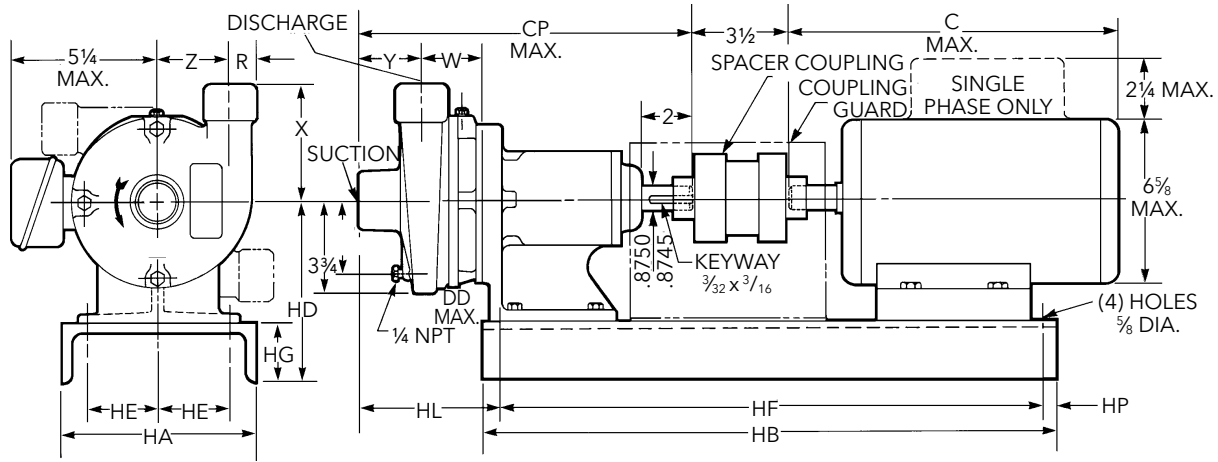 DISCHARGE
CP
MAX.
3½
C
MAX.
5¼
MAX.
Z
R
Y
W
SPACER COUPLING
COUPLING
GUARD
SINGLE
PHASE ONLY
2¼ MAX.
X
2
SUCTION
6⅝
MAX.
3¾
HD
DD
MAX.
¼ NPT
.8750
.8745
KEYWAY
3/32 x 3/16
(4) HOLES
⅝ DIA.
HG
HE
HE
HA
HL
HF
HP
HB